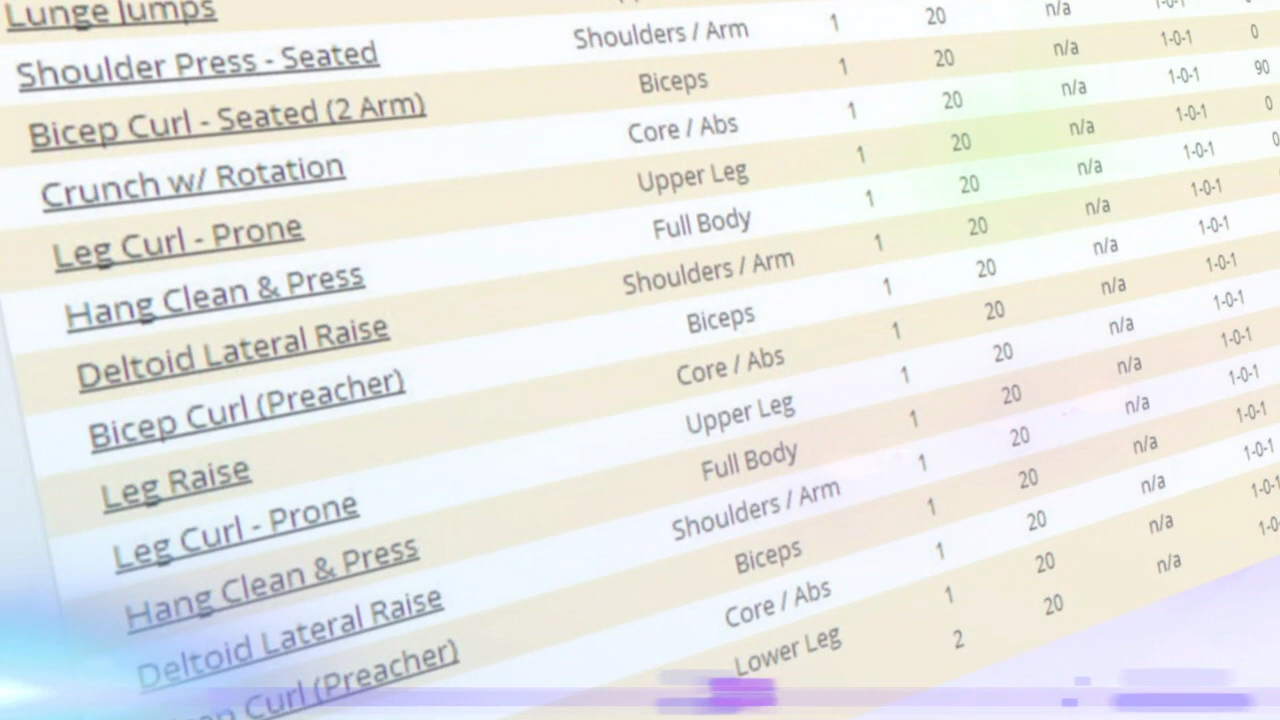 Lunge Jumps
Shoulder Press - Seated Shoulders / Arm 1 20 n/a 1-0-1
Bicep Curl - Seated (2 Arm) Biceps 1 20 n/a 1-0-1 0
Crunch w/ Rotation Core / Abs 1 20 n/a 1-0-1 90
Leg Curl - Prone Upper Leg 1 20 n/a 1-0-1 0
Hang Clean & Press Full Body 1 20 n/a 1-0-1 0
Deltoid Lateral Raise Shoulders / Arm 1 20 n/a 1-0-1
Bicep Curl (Preacher) Biceps 1 20 n/a 1-0-1
Leg Raise Core / Abs 1 20 n/a 1-0-1
Leg Curl - Prone Upper Leg 1 20 n/a 1-0-1
Hang Clean & Press Full Body 1 20 n/a 1-0-1
Deltoid Lateral Raise Shoulders / Arm 1 20 n/a 1-0-1
Curl (Preacher) Biceps 1 20 n/a 1-0-1
Core / Abs 1 20 n/a 1-0-1
Lower Leg 1 20 n/a 1-0-1
2 20 n/a